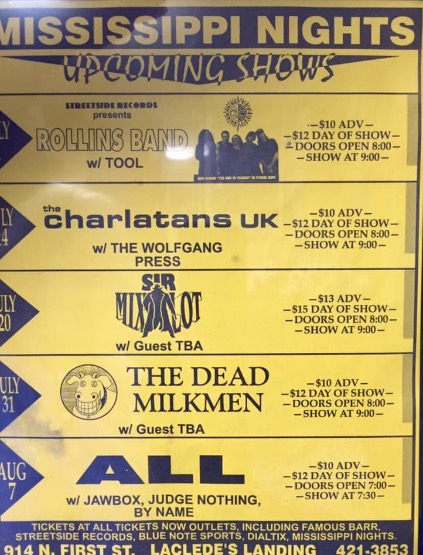 MISSISSIPPI NIGHTS
UPCOMING SHOWS
STREETSIDE RECORDS
presents
ROLLINS BAND
w/ TOOL
–$10 ADV–
–$12 DAY OF SHOW–
–DOORS OPEN 8:00–
–SHOW AT 9:00–
LY
4
the
charlatans UK
w/ THE WOLFGANG
PRESS
–$10 ADV–
–$12 DAY OF SHOW–
–DOORS OPEN 8:00–
–SHOW AT 9:00–
ULY
20
SIR
MIX A LOT
w/ Guest TBA
–$13 ADV–
–$15 DAY OF SHOW–
–DOORS OPEN 8:00–
–SHOW AT 9:00–
ULY
31
THE DEAD
MILKMEN
w/ Guest TBA
–$10 ADV–
–$12 DAY OF SHOW–
–DOORS OPEN 8:00–
–SHOW AT 9:00–
AUG
7
ALL
w/ JAWBOX, JUDGE NOTHING,
BY NAME
–$10 ADV–
–$12 DAY OF SHOW–
–DOORS OPEN 7:00–
–SHOW AT 7:30–
TICKETS AT ALL TICKETS NOW OUTLETS, INCLUDING FAMOUS BARR,
STREETSIDE RECORDS, BLUE NOTE SPORTS, DIALTIX, MISSISSIPPI NIGHTS.
914 N. FIRST ST. LACLEDE'S LANDING 421-3853